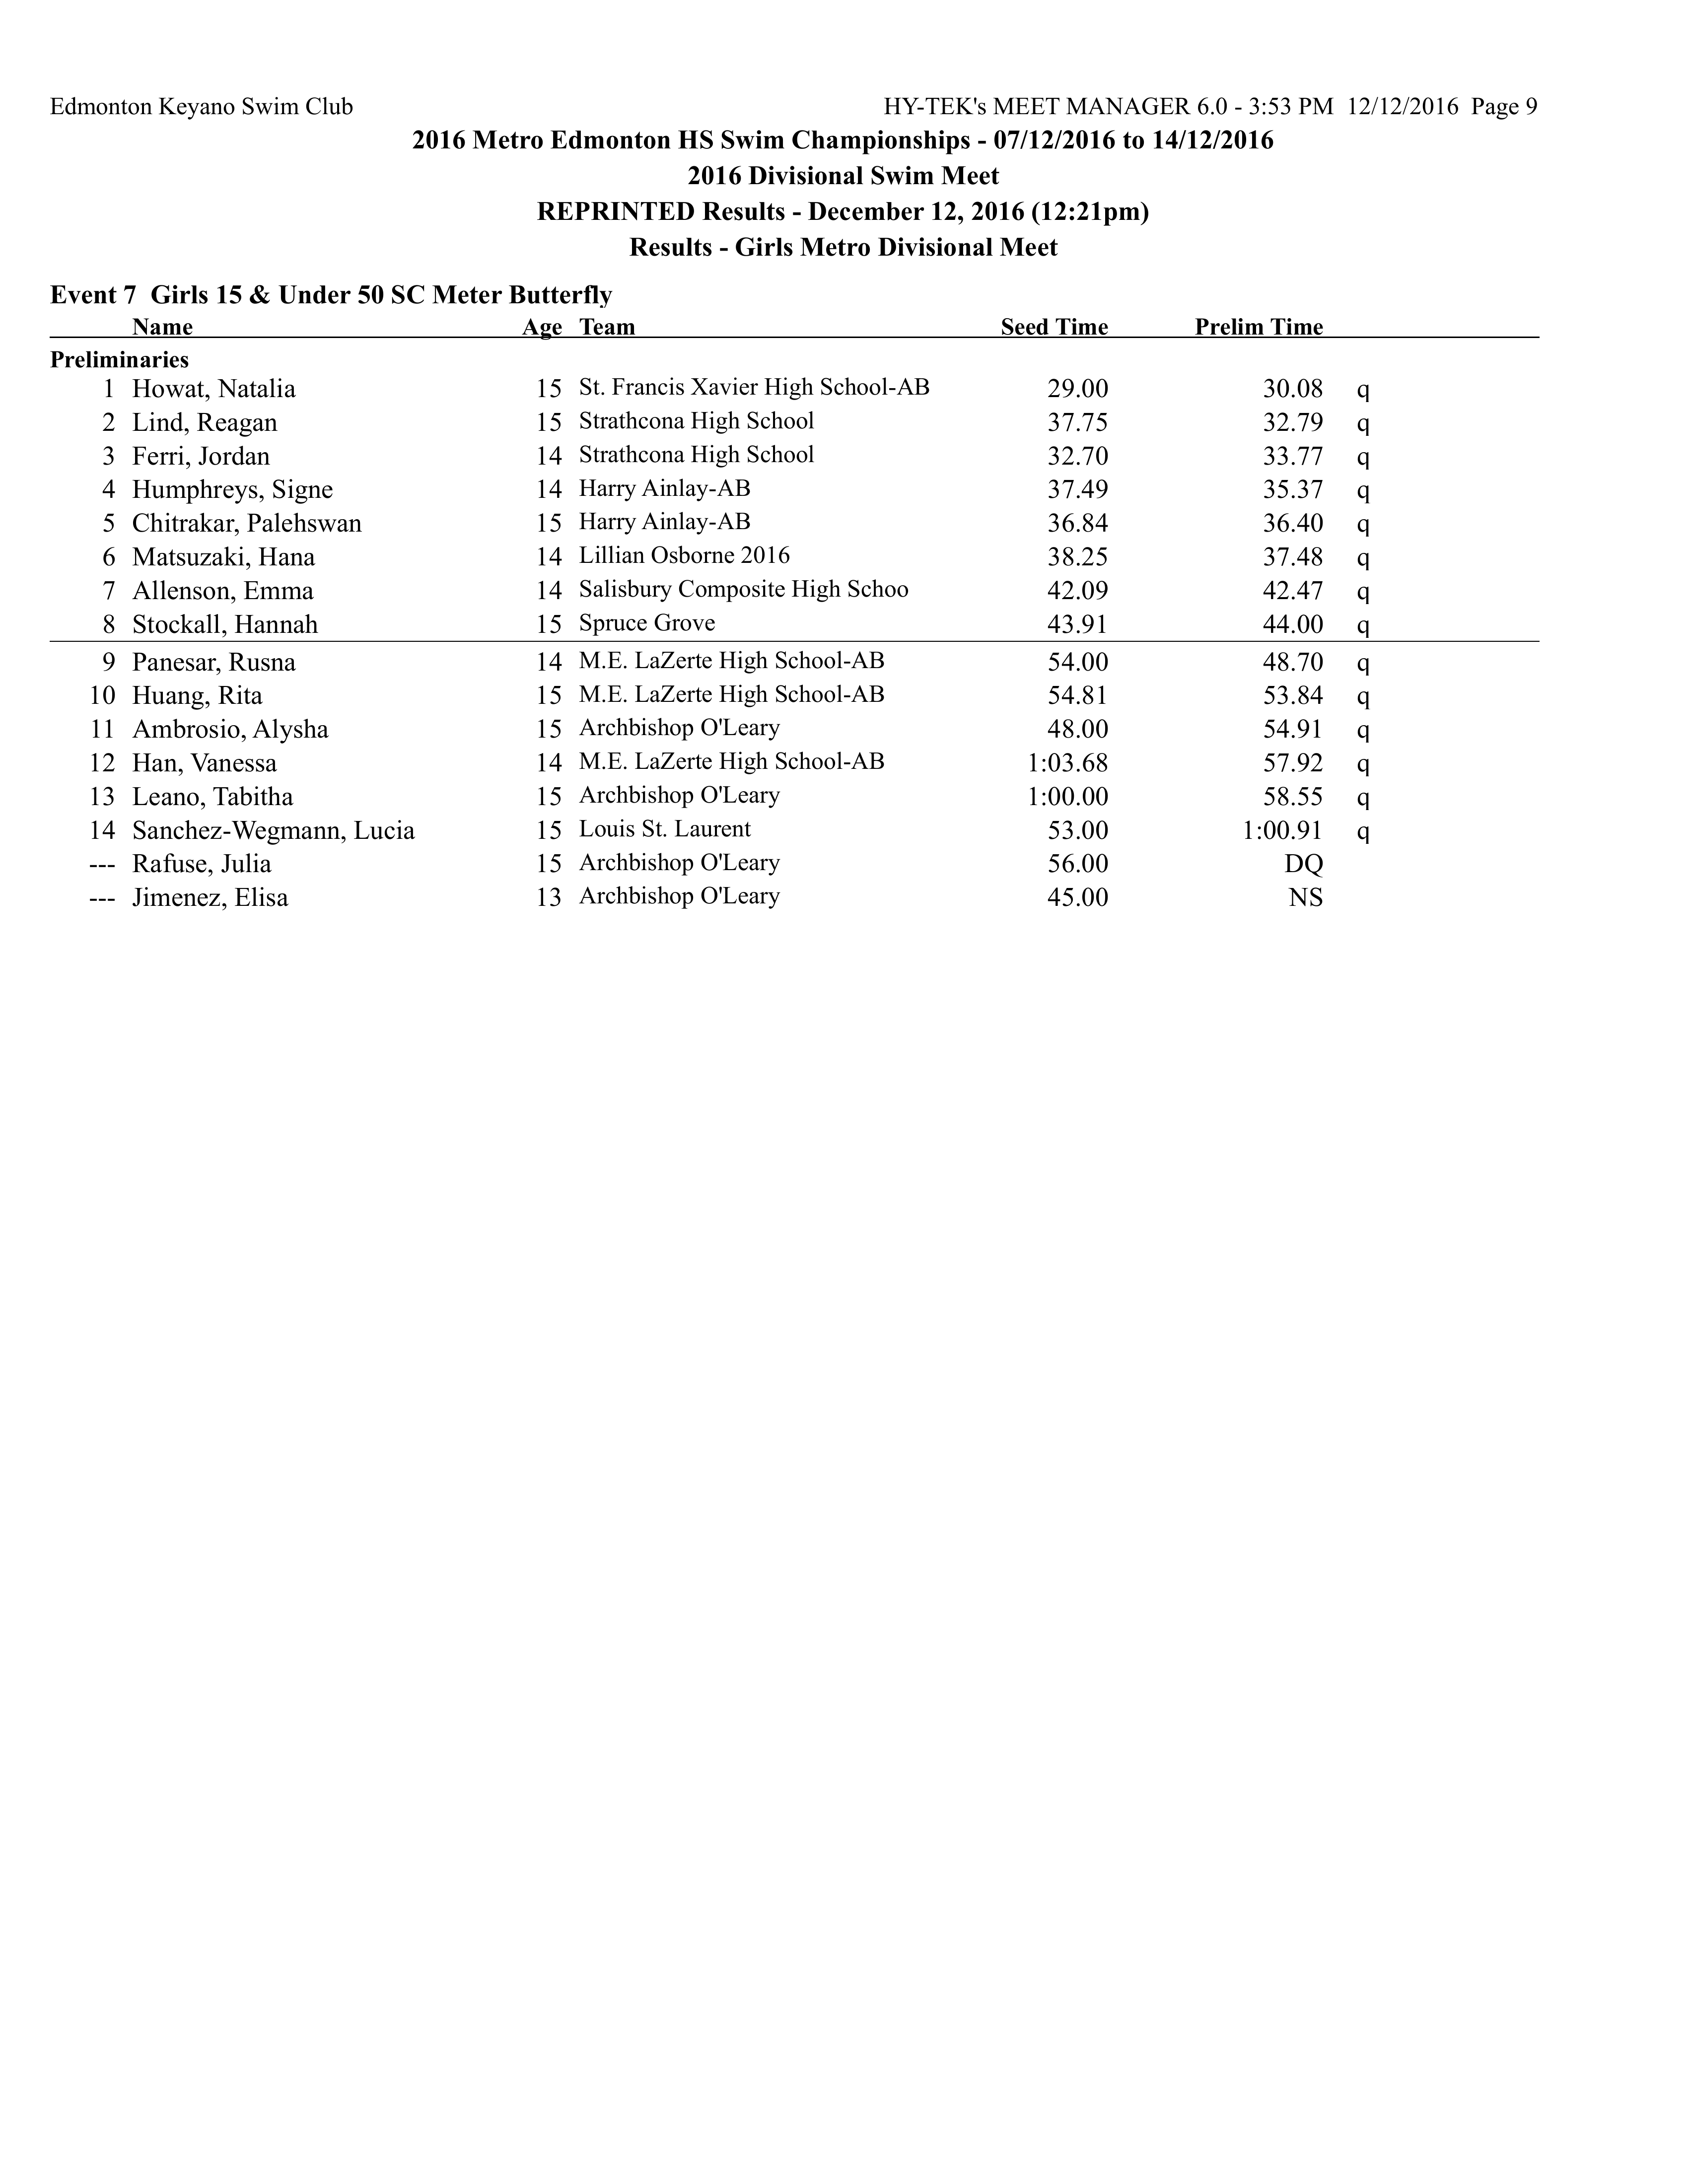 Edmonton Keyano Swim Club HY-TEK's MEET MANAGER 6.0 - 3:53 PM 12/12/2016 Page 9
2016 Metro Edmonton HS Swim Championships - 07/12/2016 to 14/12/2016
2016 Divisional Swim Meet
REPRINTED Results - December 12, 2016 (12:21pm)
Results - Girls Metro Divisional Meet
Event 7 Girls 15 & Under 50 SC Meter Butterfly
Name Age Team Seed Time Prelim Time
Preliminaries
1 Howat, Natalia 15 St. Francis Xavier High School-AB 29.00 30.08 q
2 Lind, Reagan 15 Strathcona High School 37.75 32.79 q
3 Ferri, Jordan 14 Strathcona High School 32.70 33.77 q
4 Humphreys, Signe 14 Harry Ainlay-AB 37.49 35.37 q
5 Chitrakar, Palehswan 15 Harry Ainlay-AB 36.84 36.40 q
6 Matsuzaki, Hana 14 Lillian Osborne 2016 38.25 37.48 q
7 Allenson, Emma 14 Salisbury Composite High Schoo 42.09 42.47 q
8 Stockall, Hannah 15 Spruce Grove 43.91 44.00 q
9 Panesar, Rusna 14 M.E. LaZerte High School-AB 54.00 48.70 q
10 Huang, Rita 15 M.E. LaZerte High School-AB 54.81 53.84 q
11 Ambrosio, Alysha 15 Archbishop O'Leary 48.00 54.91 q
12 Han, Vanessa 14 M.E. LaZerte High School-AB 1:03.68 57.92 q
13 Leano, Tabitha 15 Archbishop O'Leary 1:00.00 58.55 q
14 Sanchez-Wegmann, Lucia 15 Louis St. Laurent 53.00 1:00.91 q
--- Rafuse, Julia 15 Archbishop O'Leary 56.00 DQ
--- Jimenez, Elisa 13 Archbishop O'Leary 45.00 NS